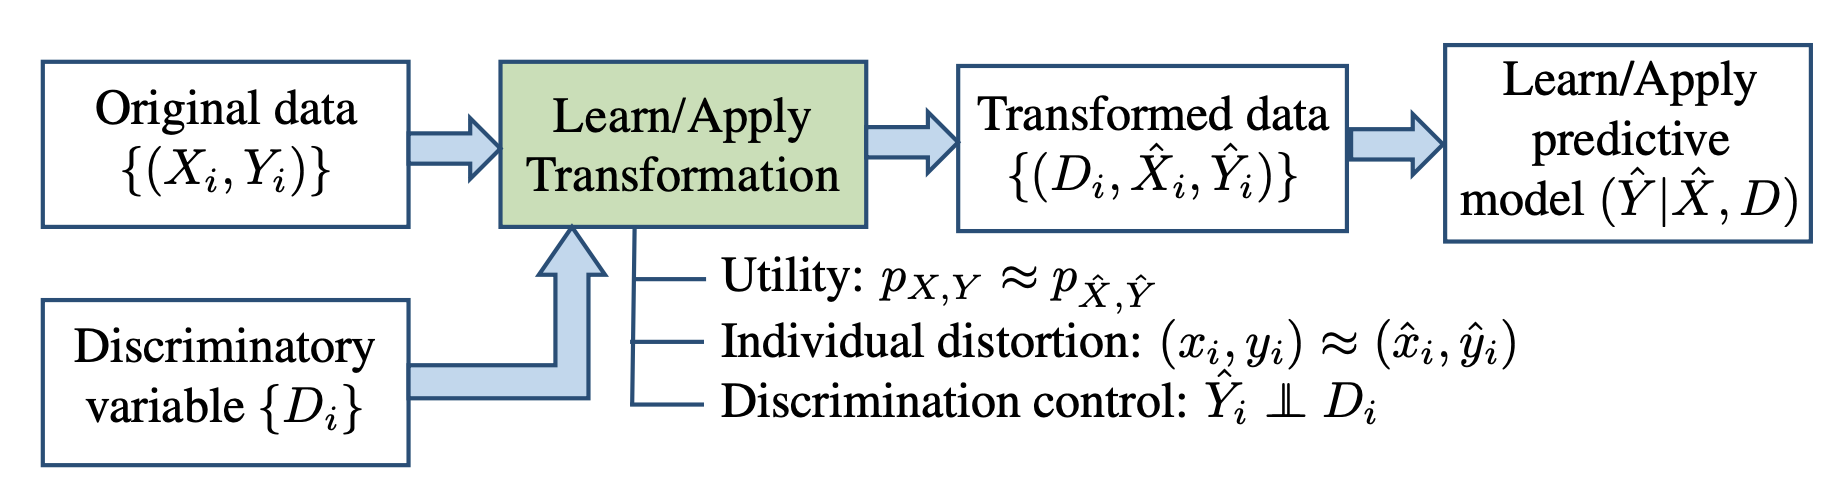 Original data
{(X_i, Y_i)}
Learn/Apply
Transformation
Transformed data
{(D_i, X̂_i, Ŷ_i)}
Learn/Apply
predictive
model (Ŷ|X̂, D)
Discriminatory
variable {D_i}
Utility: p_{X,Y} ≈ p_{X̂,Ŷ}
Individual distortion: (x_i, y_i) ≈ (x̂_i, ŷ_i)
Discrimination control: Ŷ_i ⫫ D_i